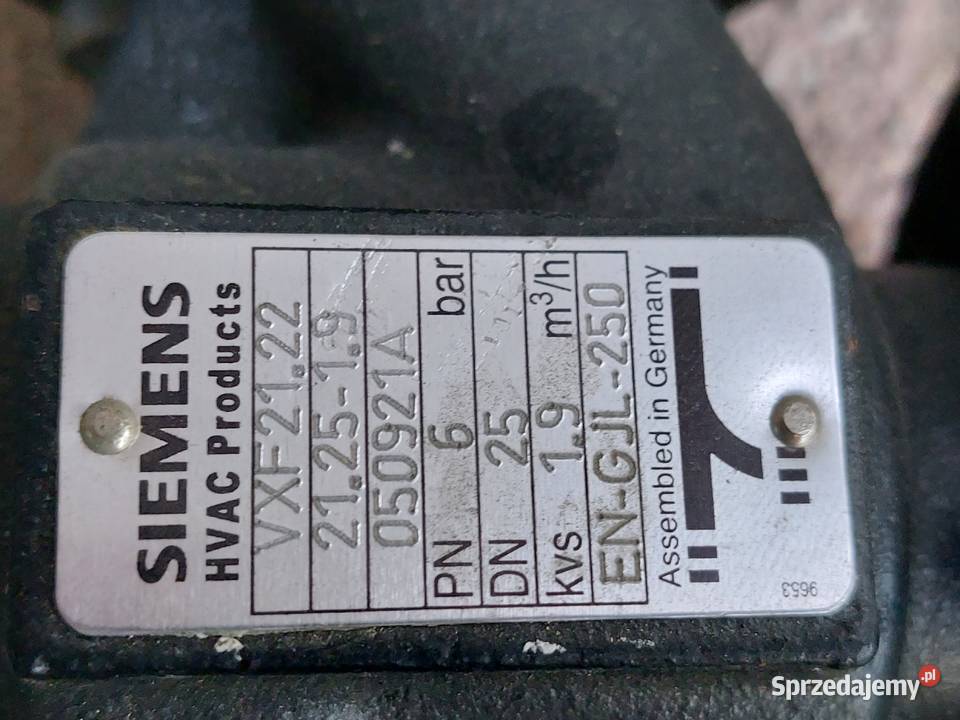 SIEMENS
HVAC Products
VXF21.22
21.25-1.9
050921A
PN 6 bar
DN 25
kvs 1.9 m³/h
EN-GJL-250
Assembled in Germany
9653
Sprzedajemy.pl